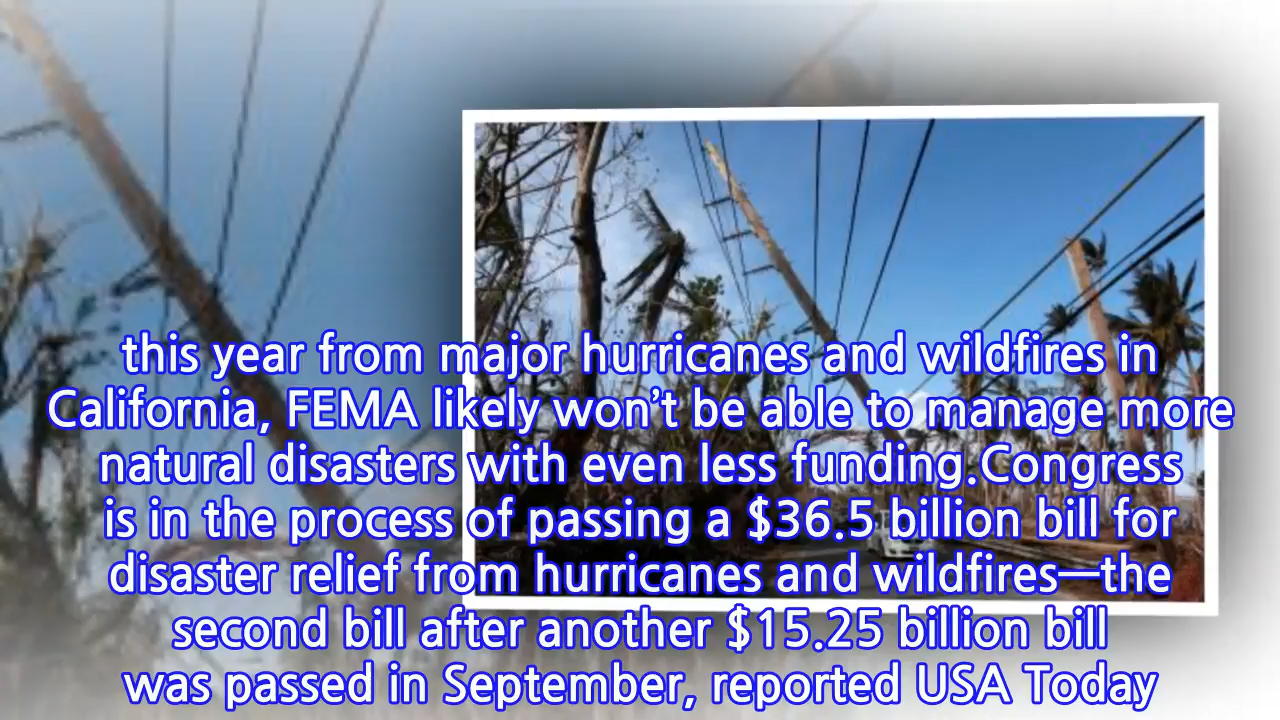 this year from major hurricanes and wildfires in
California, FEMA likely won’t be able to manage more
natural disasters with even less funding.Congress
is in the process of passing a $36.5 billion bill for
disaster relief from hurricanes and wildfires—the
second bill after another $15.25 billion bill
was passed in September, reported USA Today